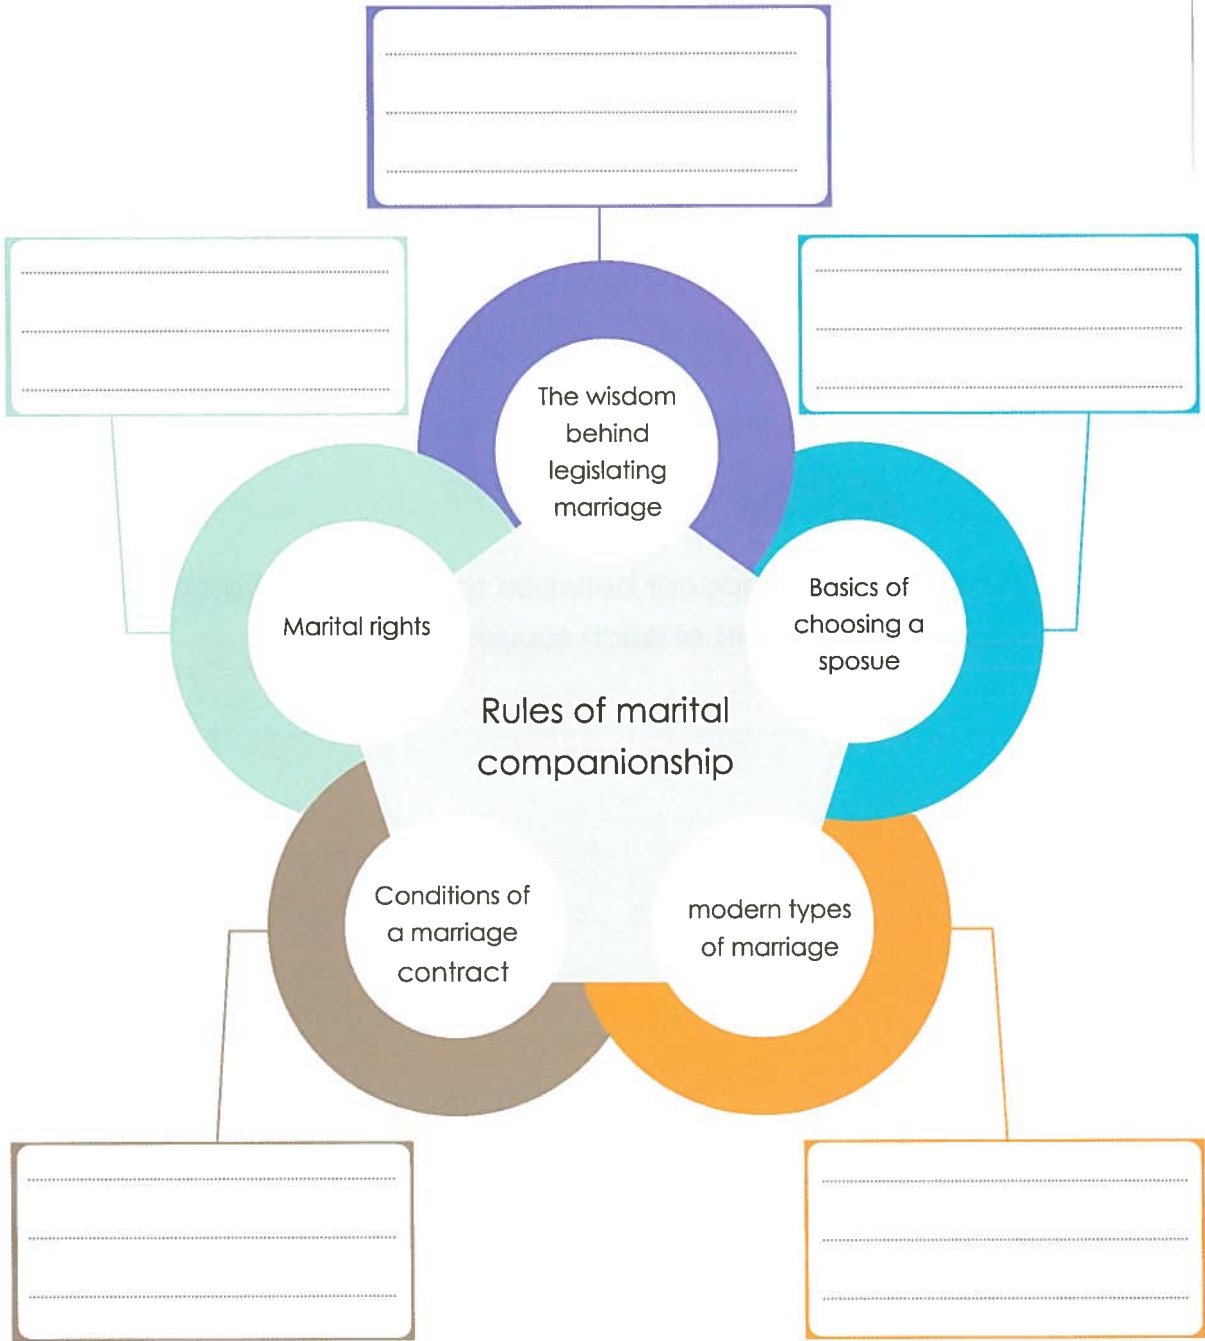 The wisdom
behind
legislating
marriage
Basics of
choosing a
sposue
Marital rights
Rules of marital
companionship
Conditions of
a marriage
contract
modern types
of marriage